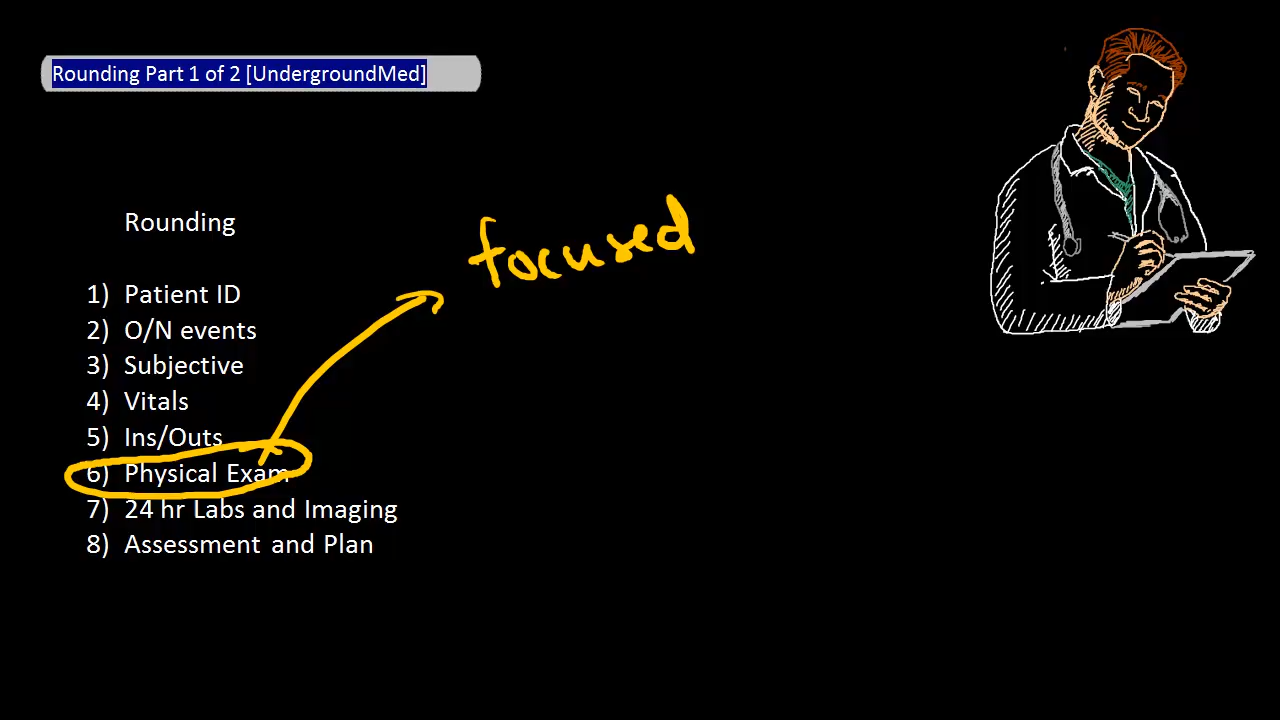 Rounding Part 1 of 2 [UndergroundMed]
Rounding
focused
1) Patient ID
2) O/N events
3) Subjective
4) Vitals
5) Ins/Outs
6) Physical Exam
7) 24 hr Labs and Imaging
8) Assessment and Plan